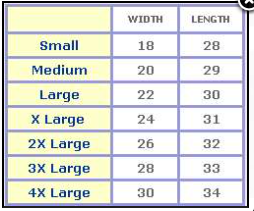 WIDTH LENGTH
Small 18 28
Medium 20 29
Large 22 30
X Large 24 31
2X Large 26 32
3X Large 28 33
4X Large 30 34